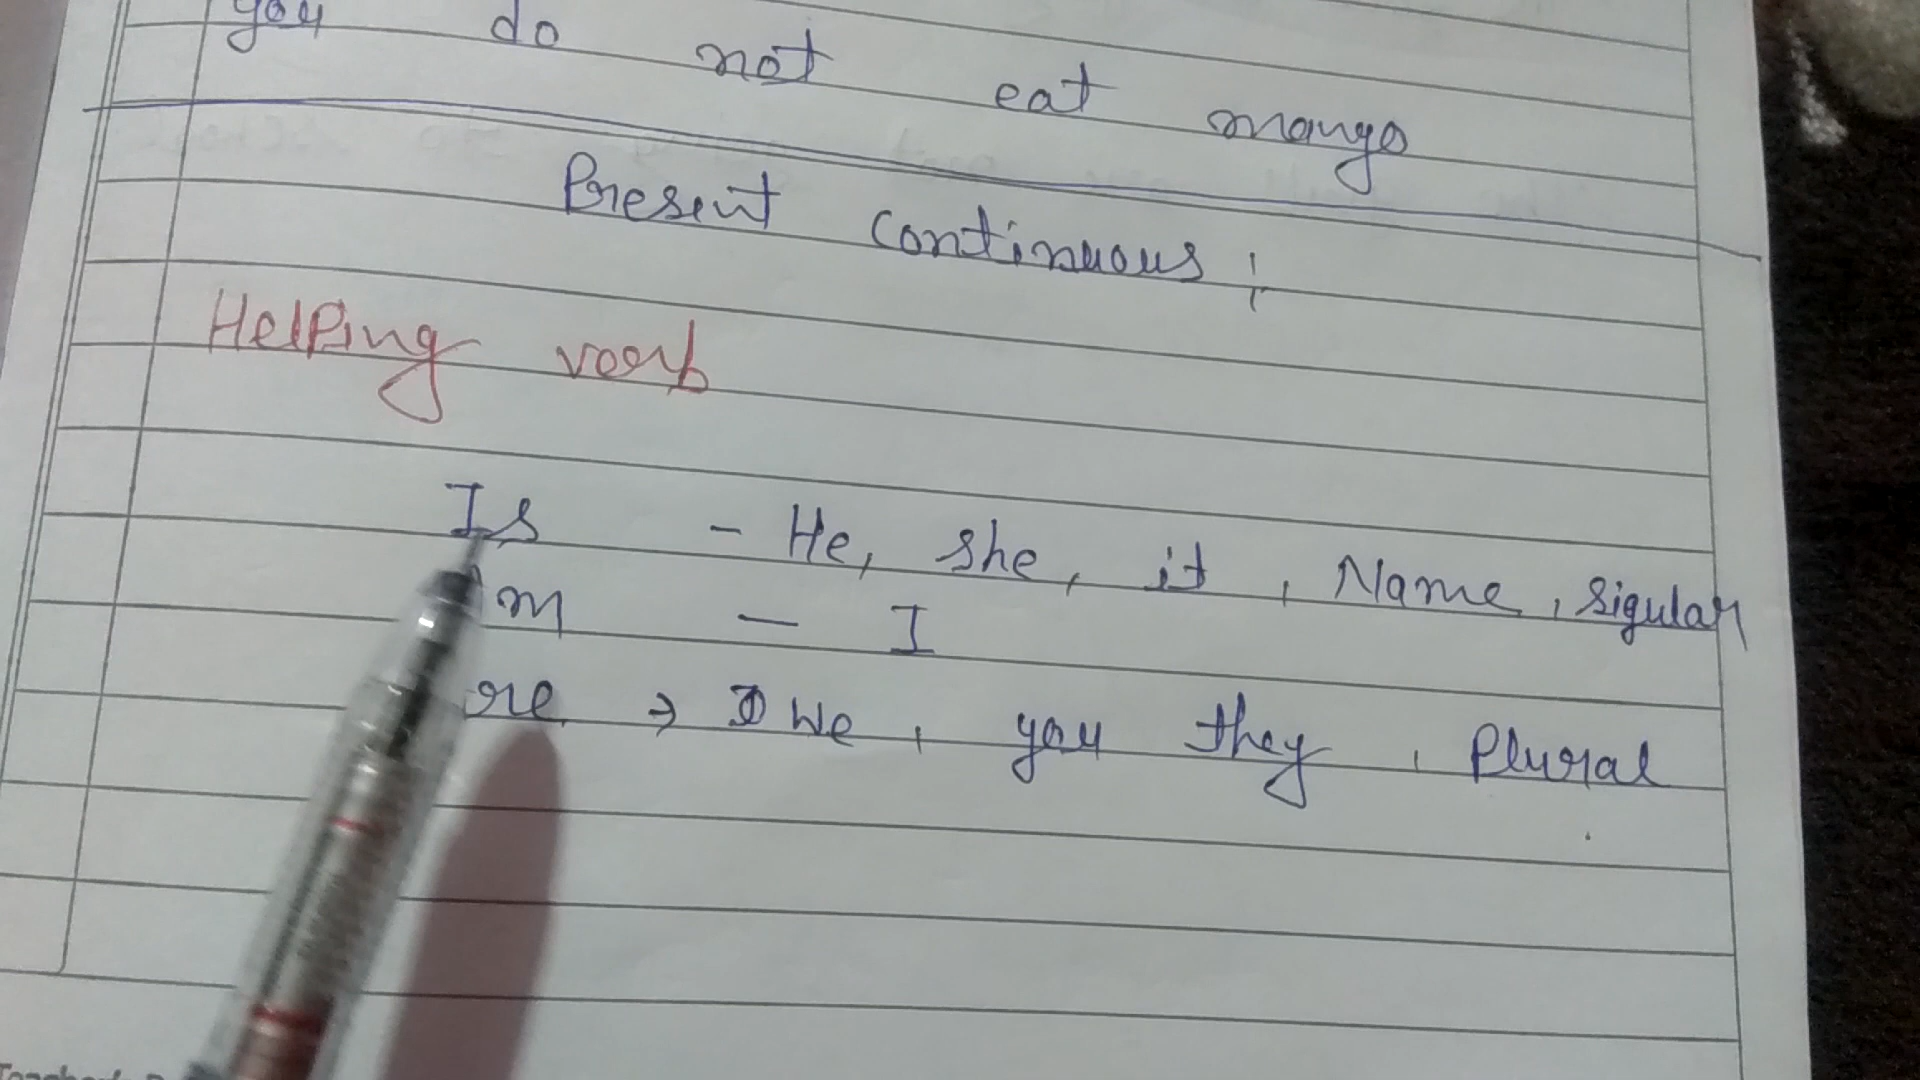 you do not eat mango
Present continuous :
Helping verb
Is - He, she, it, Name, sigular
m - I
re → we, you they, Plural